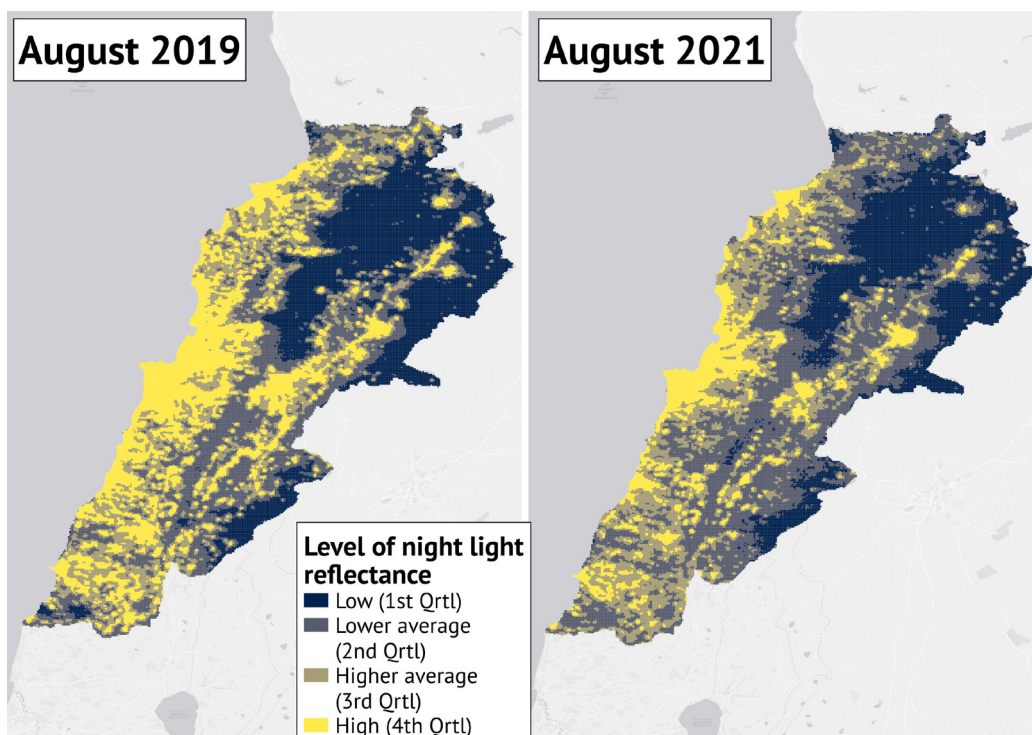 August 2019
August 2021
Level of night light
reflectance
Low (1st Qrtl)
Lower average
(2nd Qrtl)
Higher average
(3rd Qrtl)
High (4th Qrtl)